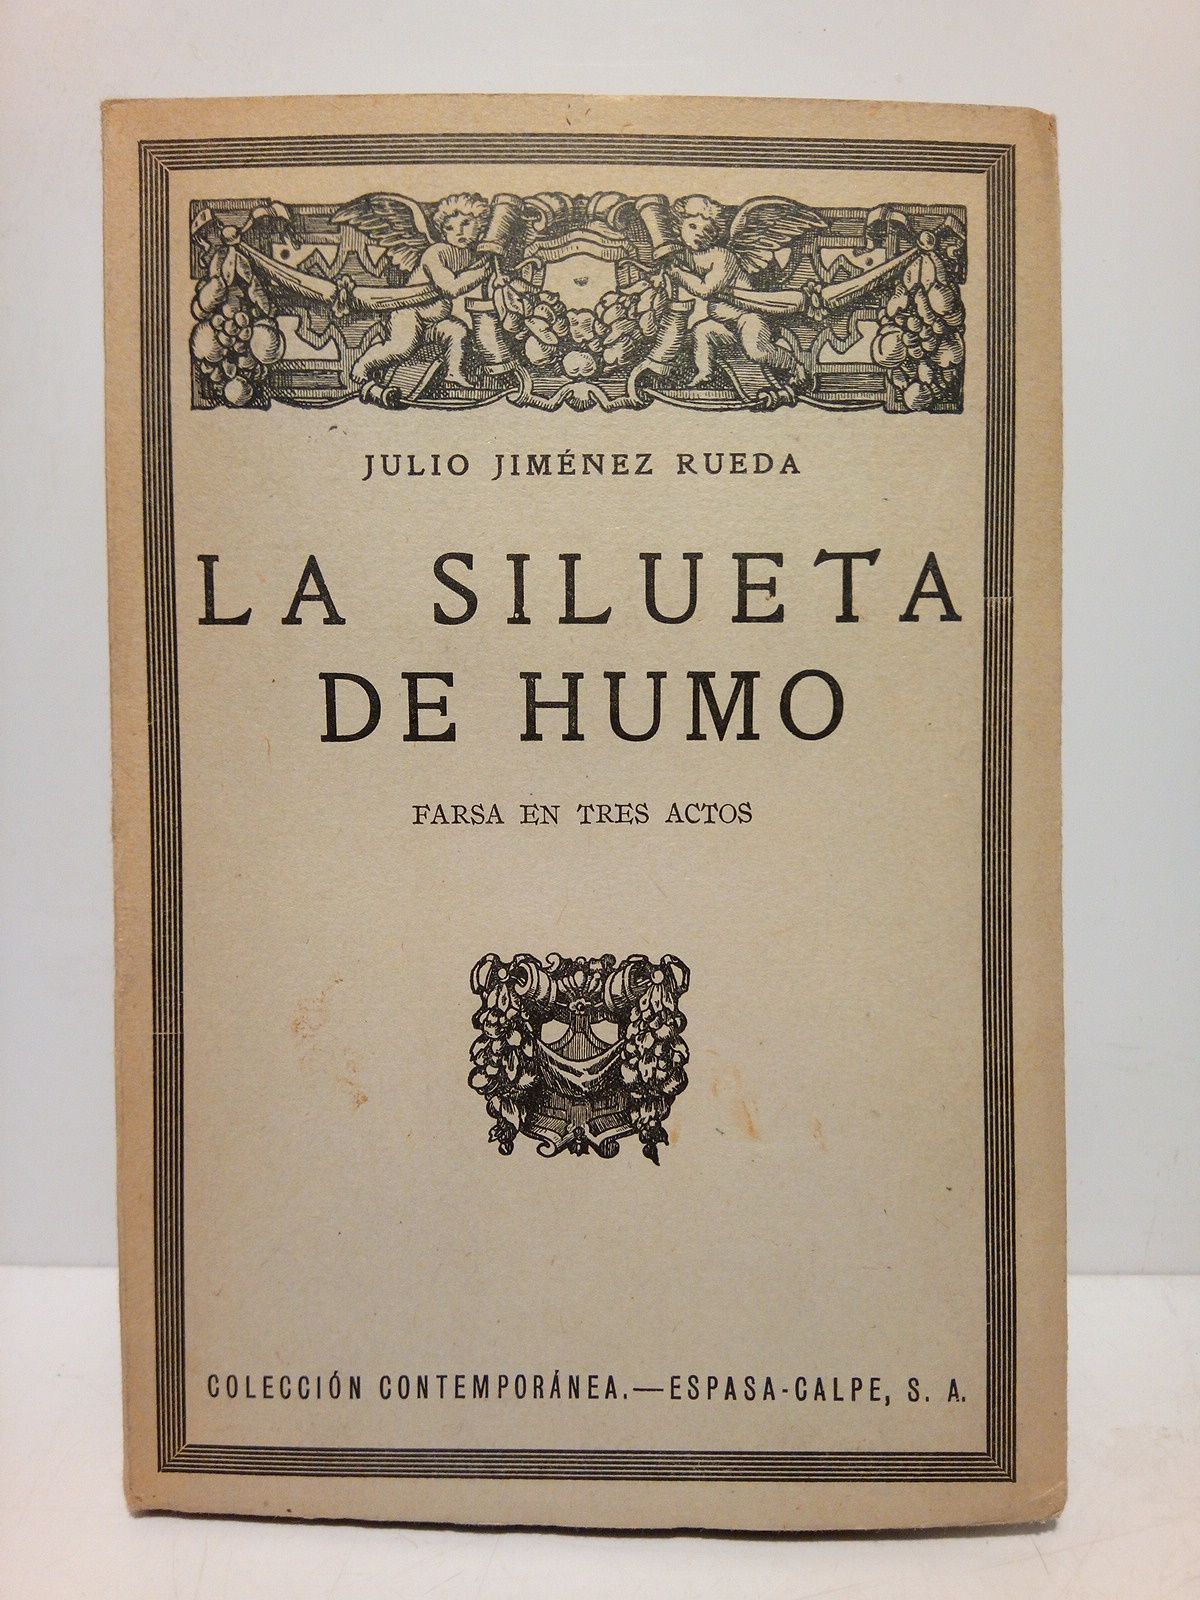 JULIO JIMÉNEZ RUEDA
LA SILUETA
DE HUMO
FARSA EN TRES ACTOS
COLECCIÓN CONTEMPORÁNEA.—ESPASA-CALPE, S. A.